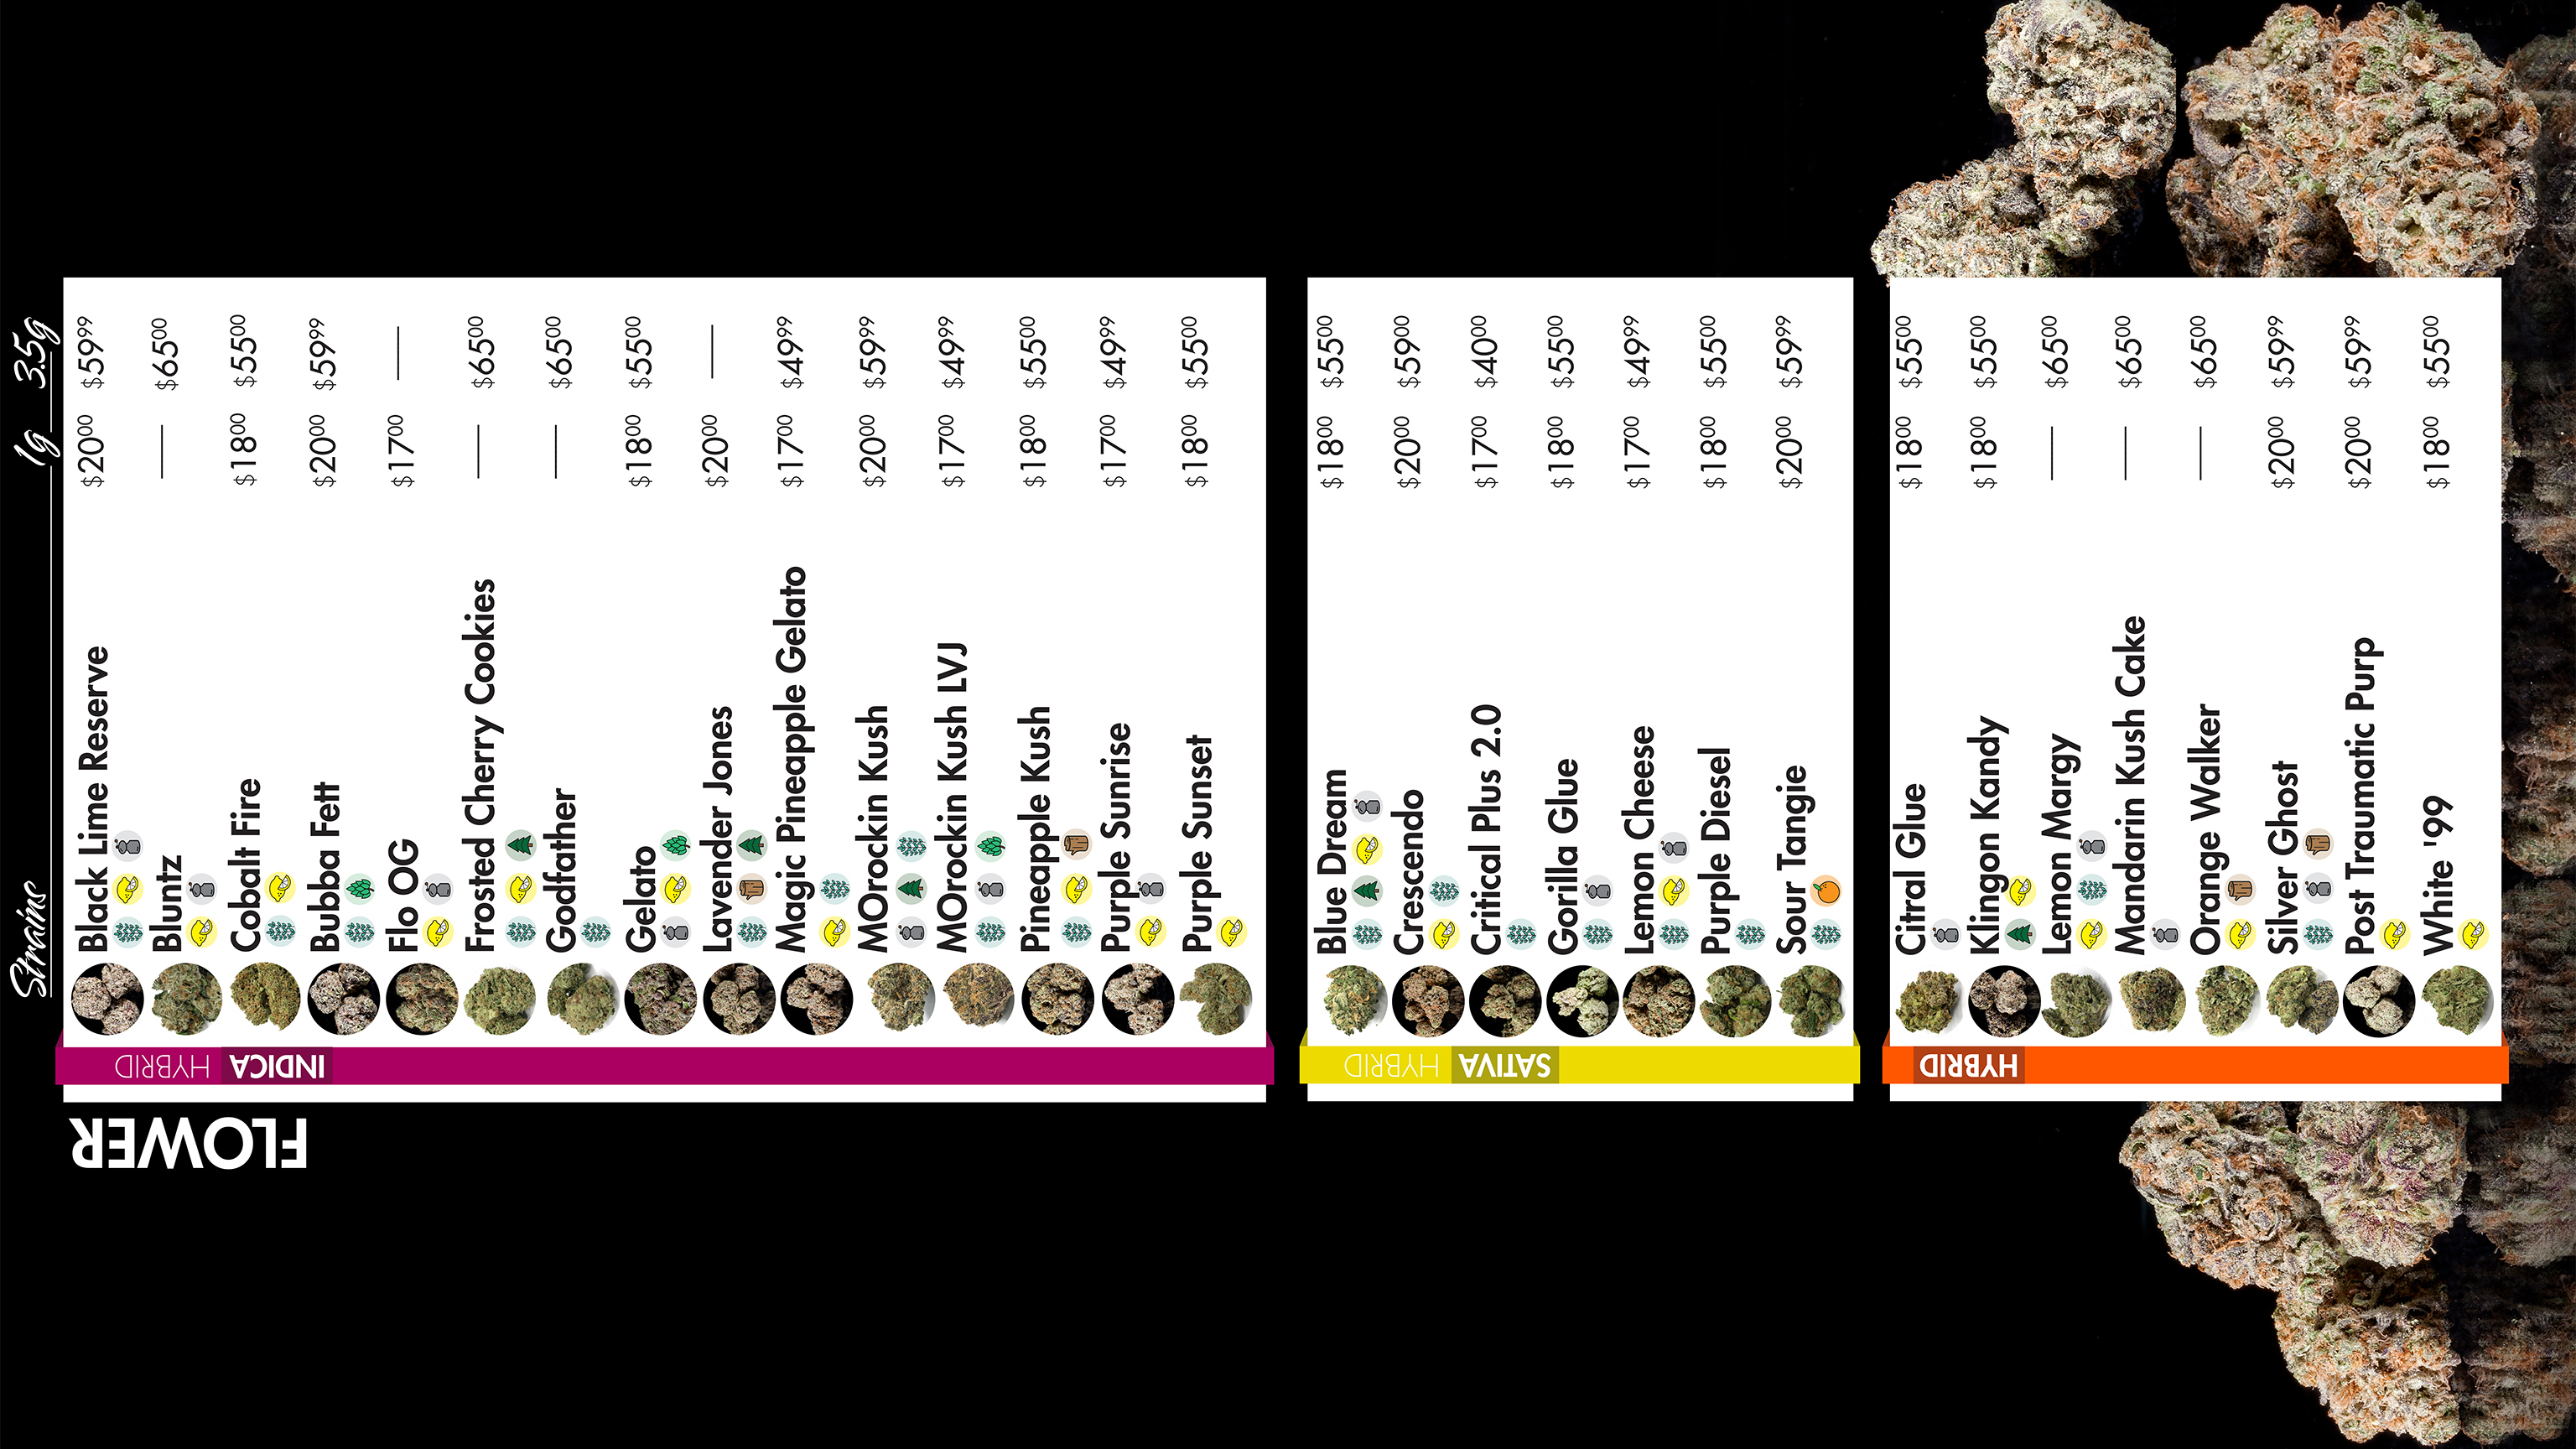 FLOWER
Strains 1g 3.5g
INDICA HYBRID
Black Lime Reserve $20.00 $59.99
Bluntz — $65.00
Cobalt Fire $18.00 $55.00
Bubba Fett $20.00 $59.99
Flo OG $17.00 —
Frosted Cherry Cookies — $65.00
Godfather — $65.00
Gelato $18.00 $55.00
Lavender Jones $20.00 —
Magic Pineapple Gelato $17.00 $49.99
MOrockin Kush $20.00 $59.99
MOrockin Kush LVJ $17.00 $49.99
Pineapple Kush $18.00 $55.00
Purple Sunrise $17.00 $49.99
Purple Sunset $18.00 $55.00
SATIVA HYBRID
Blue Dream $18.00 $55.00
Crescendo $20.00 $59.00
Critical Plus 2.0 $17.00 $40.00
Gorilla Glue $18.00 $55.00
Lemon Cheese $17.00 $49.99
Purple Diesel $18.00 $55.00
Sour Tangie $20.00 $59.99
HYBRID
Citral Glue $18.00 $55.00
Klingon Kandy $18.00 $55.00
Lemon Margy — $65.00
Mandarin Kush Cake — $65.00
Orange Walker — $65.00
Silver Ghost $20.00 $59.99
Post Traumatic Purp $20.00 $59.99
White '99 $18.00 $55.00